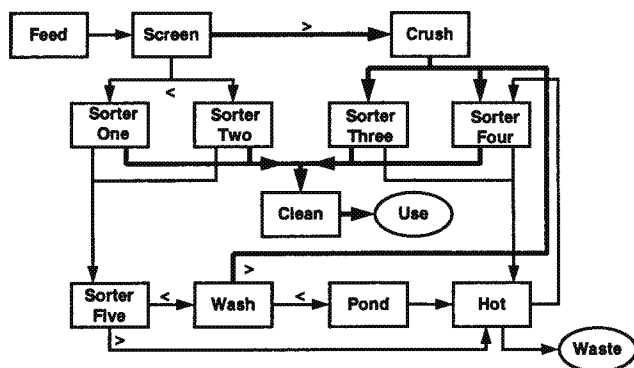 Feed
Screen
>
Crush
<
Sorter
One
Sorter
Two
Sorter
Three
Sorter
Four
Clean
Use
>
Sorter
Five
<
Wash
<
Pond
Hot
>
Waste